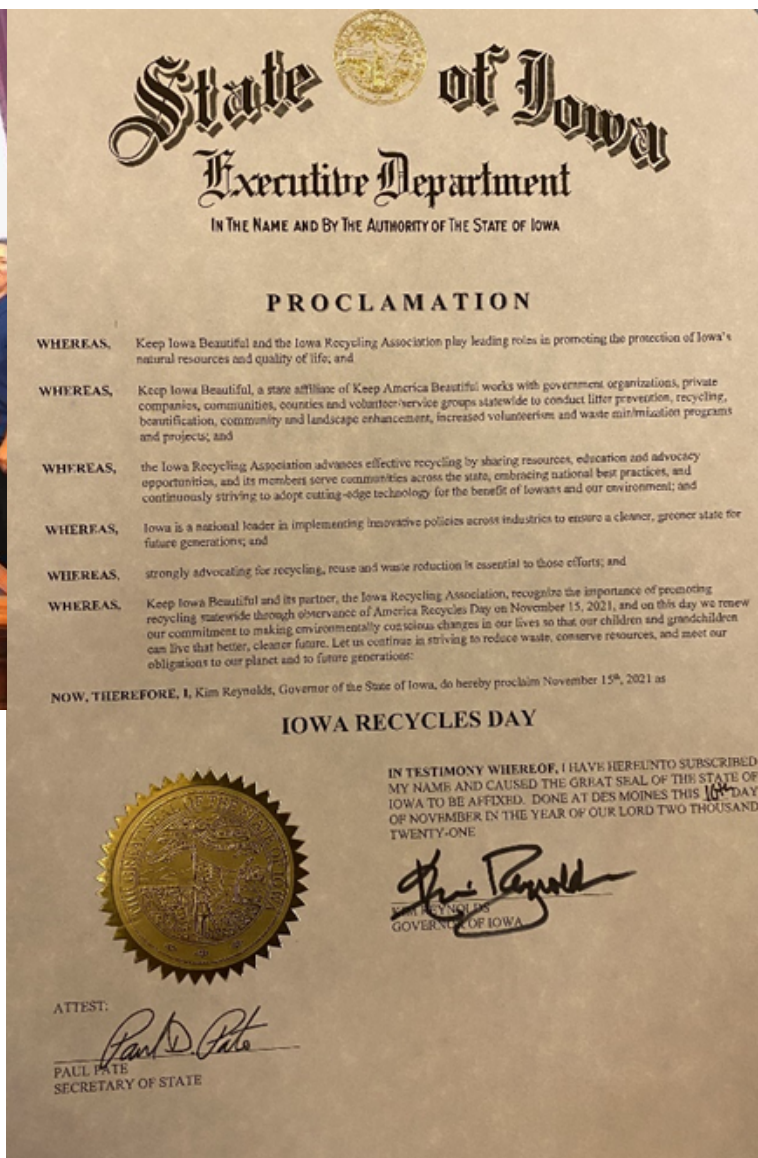 State of Iowa
Executive Department
IN THE NAME AND BY THE AUTHORITY OF THE STATE OF IOWA
PROCLAMATION
WHEREAS, Keep Iowa Beautiful and the Iowa Recycling Association play leading roles in promoting the protection of Iowa's
natural resources and quality of life; and
WHEREAS, Keep Iowa Beautiful, a state affiliate of Keep America Beautiful works with government organizations, private
companies, communities, counties and volunteer/service groups statewide to conduct litter prevention, recycling,
beautification, community and landscape enhancement, increased volunteerism and waste minimization programs
and projects; and
WHEREAS, the Iowa Recycling Association advances effective recycling by sharing resources, education and advocacy
opportunities, and its members serve communities across the state, embracing national best practices, and
continuously striving to adopt cutting-edge technology for the benefit of Iowans and our environment; and
WHEREAS, Iowa is a national leader in implementing innovative policies across industries to ensure a cleaner, greener state for
future generations; and
WHEREAS, strongly advocating for recycling, reuse and waste reduction is essential to those efforts; and
WHEREAS, Keep Iowa Beautiful and its partner, the Iowa Recycling Association, recognize the importance of promoting
recycling statewide through observance of America Recycles Day on November 15, 2021, and on this day we renew
our commitment to making environmentally conscious changes in our lives so that our children and grandchildren
can live that better, cleaner future. Let us continue in striving to reduce waste, conserve resources, and meet our
obligations to our planet and to future generations:
NOW, THEREFORE, I, Kim Reynolds, Governor of the State of Iowa, do hereby proclaim November 15th, 2021 as
IOWA RECYCLES DAY
IN TESTIMONY WHEREOF, I HAVE HEREUNTO SUBSCRIBED
MY NAME AND CAUSED THE GREAT SEAL OF THE STATE OF
IOWA TO BE AFFIXED. DONE AT DES MOINES THIS 10th DAY
OF NOVEMBER IN THE YEAR OF OUR LORD TWO THOUSAND
TWENTY-ONE
Kim Reynolds
KIM REYNOLDS
GOVERNOR OF IOWA
THE GREAT SEAL OF THE STATE OF IOWA
ATTEST:
Paul D. Pate
PAUL PATE
SECRETARY OF STATE